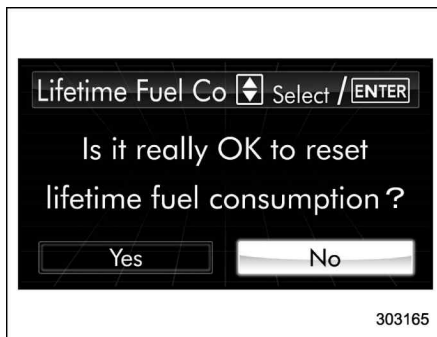 Lifetime Fuel Co Select / ENTER
Is it really OK to reset
lifetime fuel consumption?
Yes No
303165